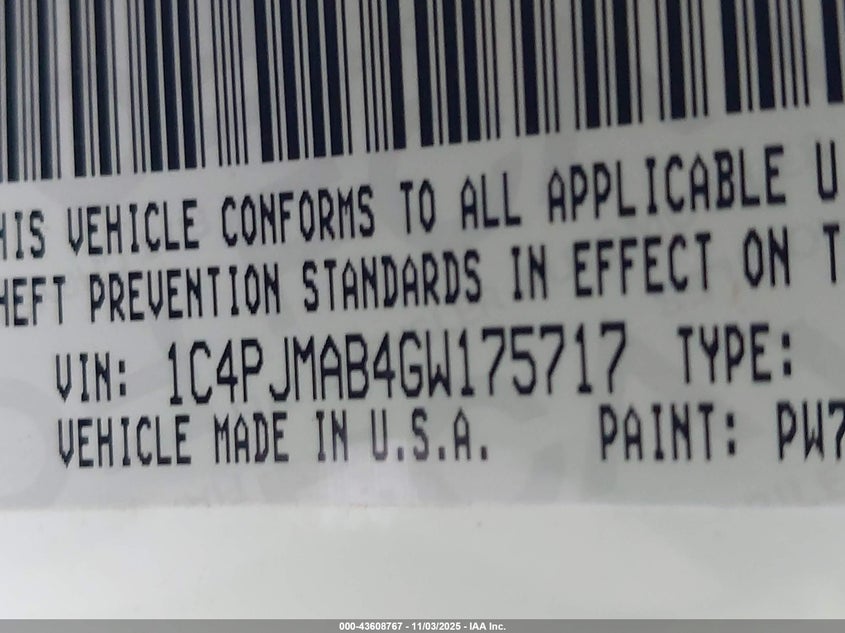 HIS VEHICLE CONFORMS TO ALL APPLICABLE U
HEFT PREVENTION STANDARDS IN EFFECT ON T
VIN: 1C4PJMAB4GW175717 TYPE:
VEHICLE MADE IN U.S.A. PAINT: PW7
000-43608767 - 11/03/2025 - IAA Inc.